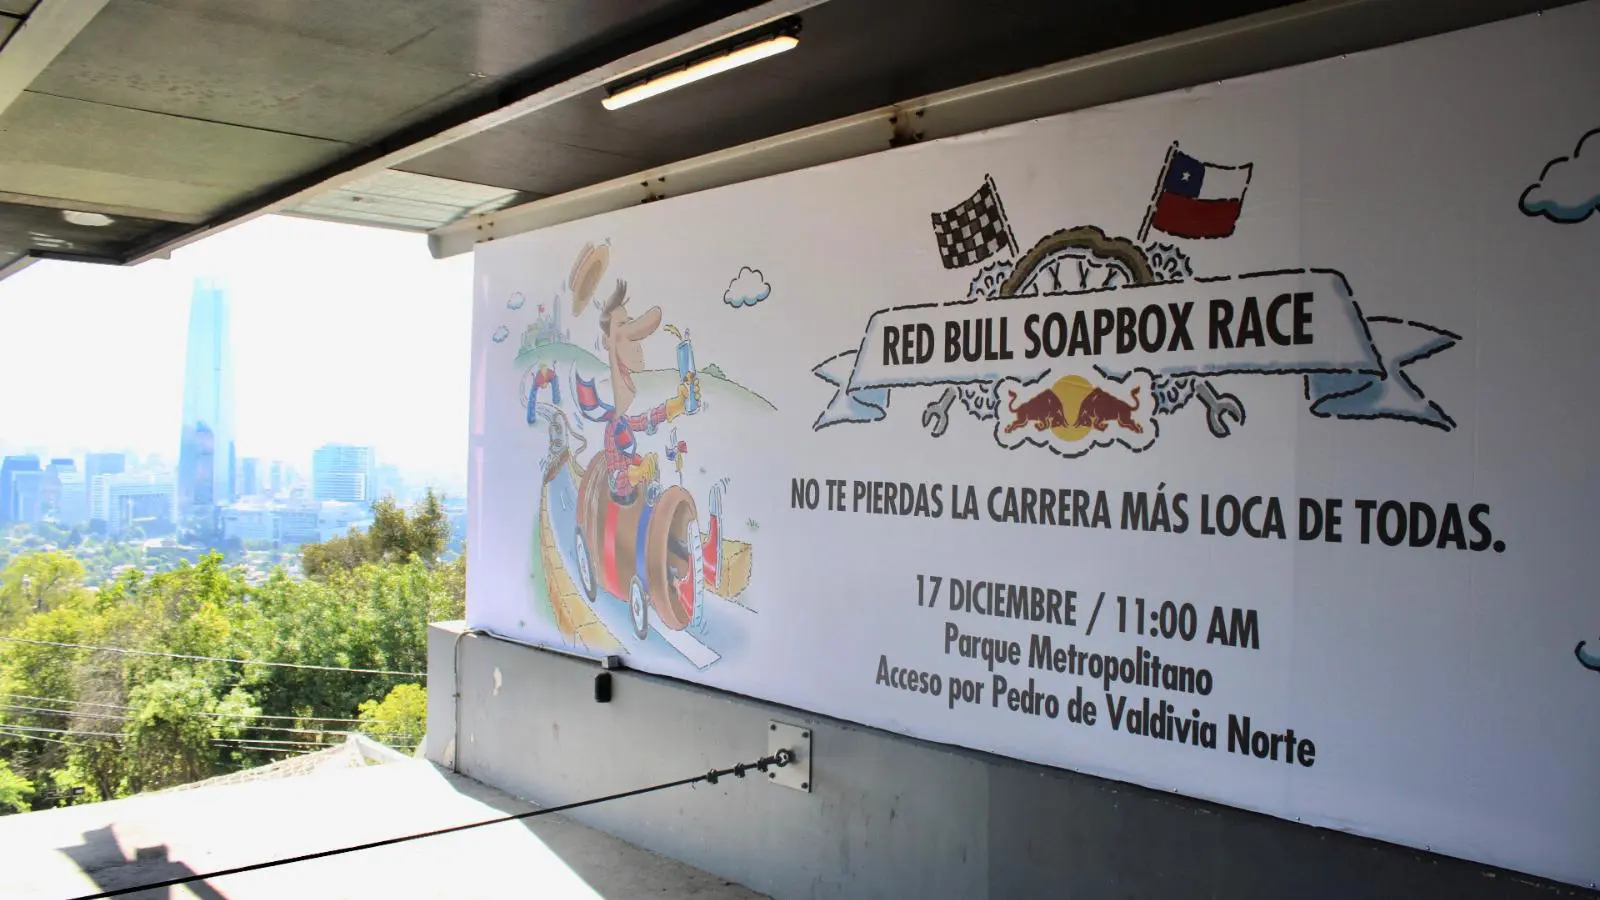 RED BULL SOAPBOX RACE
NO TE PIERDAS LA CARRERA MÁS LOCA DE TODAS.
17 DICIEMBRE / 11:00 AM
Parque Metropolitano
Acceso por Pedro de Valdivia Norte